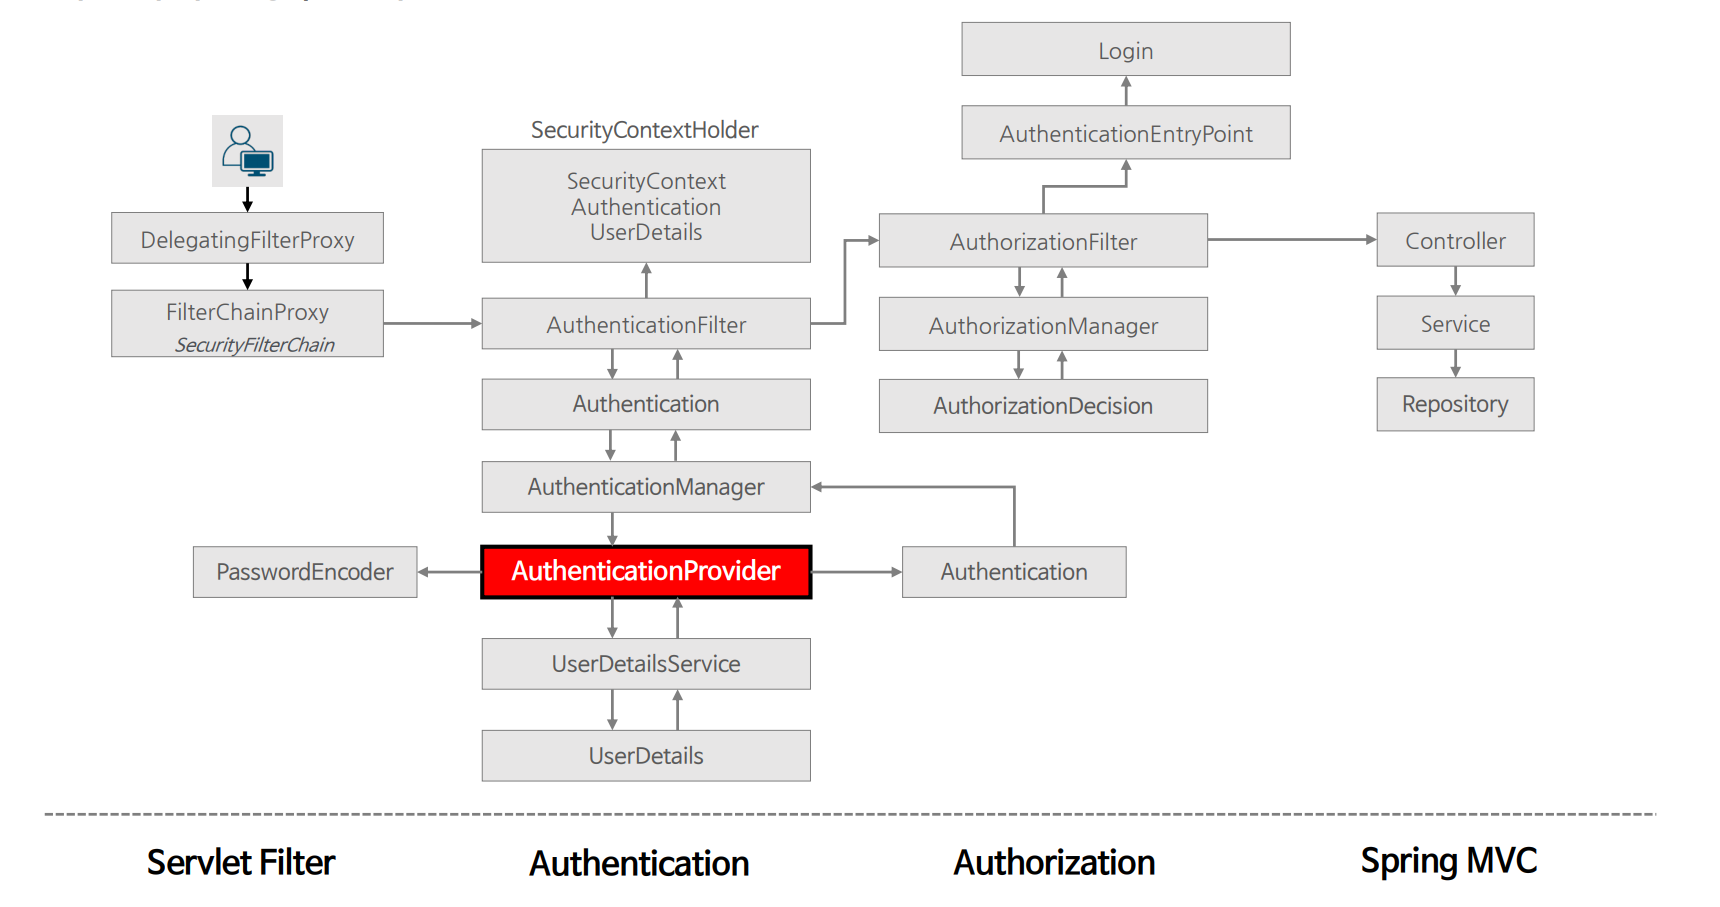 Login
AuthenticationEntryPoint
SecurityContextHolder
SecurityContext
Authentication
UserDetails
DelegatingFilterProxy
AuthorizationFilter
Controller
FilterChainProxy
SecurityFilterChain
AuthenticationFilter
AuthorizationManager
Service
Authentication
AuthorizationDecision
Repository
AuthenticationManager
PasswordEncoder
AuthenticationProvider
Authentication
UserDetailsService
UserDetails
Servlet Filter
Authentication
Authorization
Spring MVC